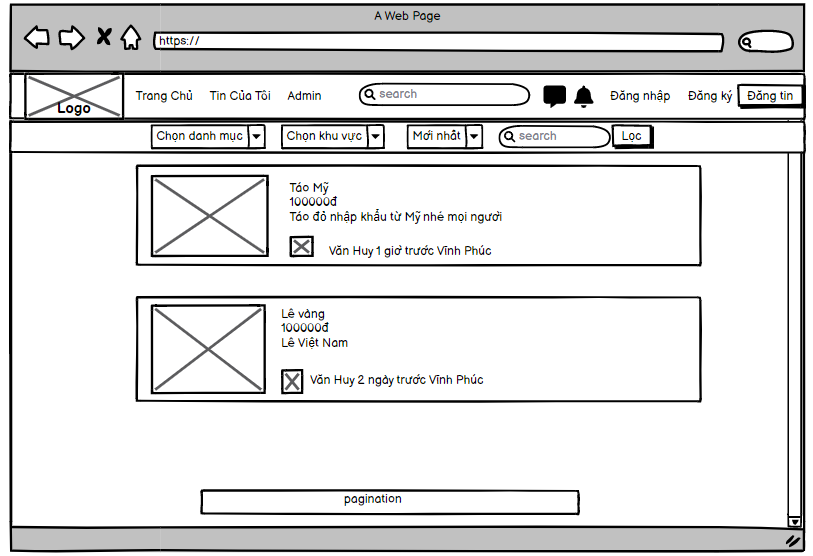 A Web Page
https://
Logo
Trang Chủ Tin Của Tôi Admin search Đăng nhập Đăng ký Đăng tin
Chọn danh mục Chọn khu vực Mới nhất search Lọc
Táo Mỹ
100000đ
Táo đỏ nhập khẩu từ Mỹ nhé mọi ngươi
Văn Huy 1 giờ trước Vĩnh Phúc
Lê vàng
100000đ
Lê Việt Nam
Văn Huy 2 ngày trước Vĩnh Phúc
pagination